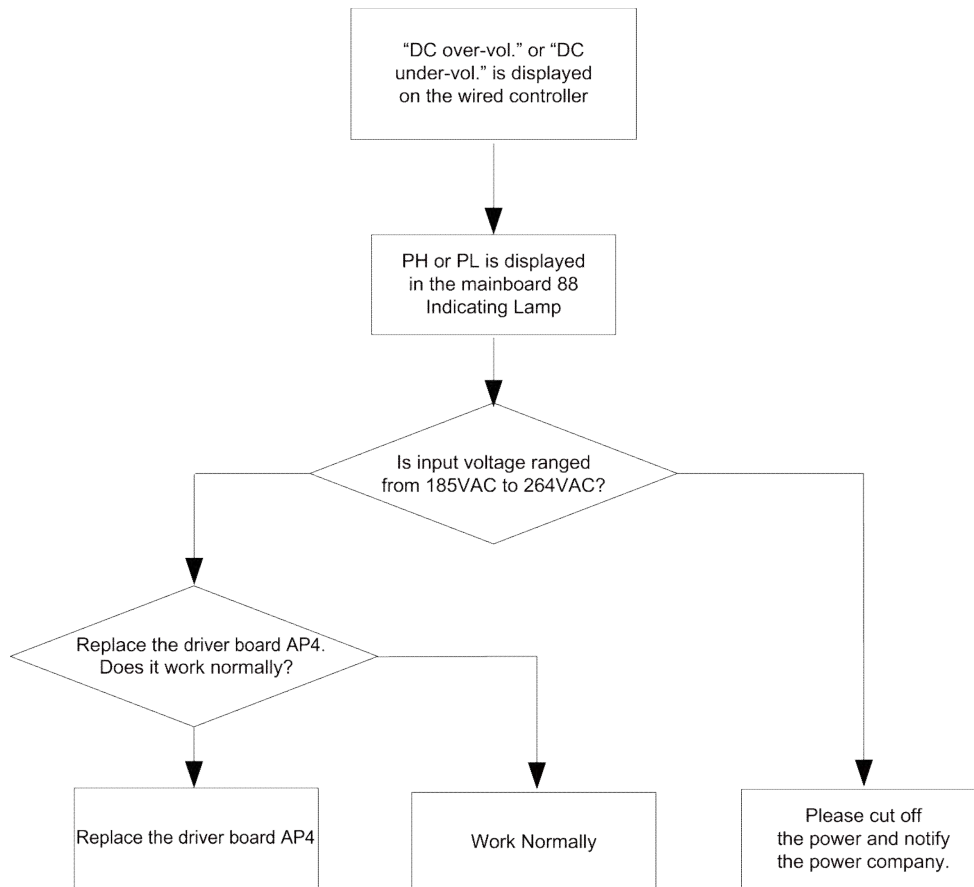 “DC over-vol.” or “DC
under-vol.” is displayed
on the wired controller
PH or PL is displayed
in the mainboard 88
Indicating Lamp
Is input voltage ranged
from 185VAC to 264VAC?
Replace the driver board AP4.
Does it work normally?
Replace the driver board AP4
Work Normally
Please cut off
the power and notify
the power company.